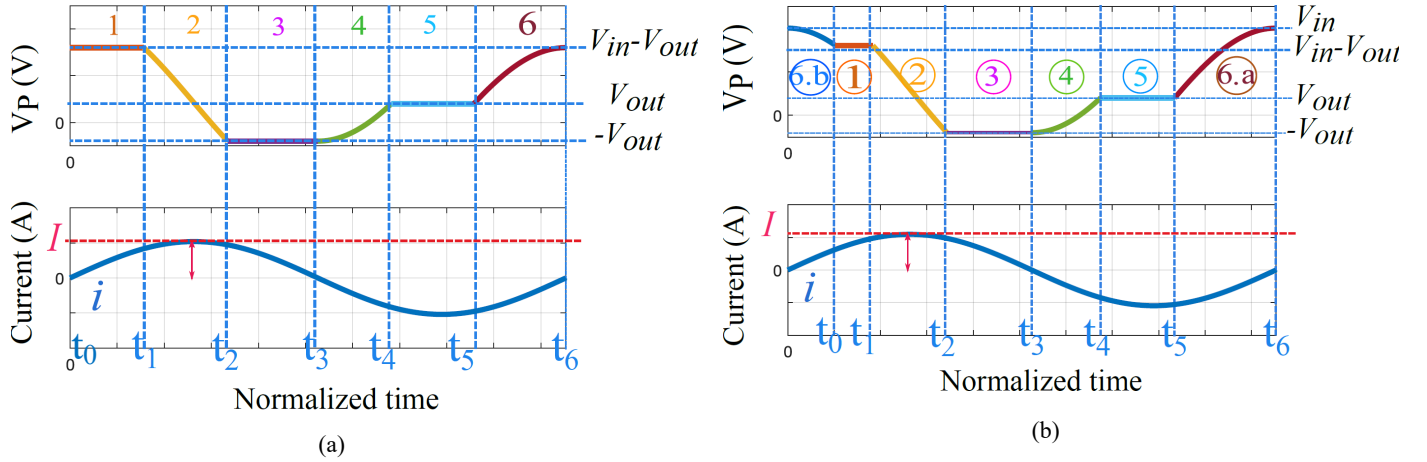 V_P (V)
1 2 3 4 5 6
V_in-V_out
V_out
-V_out
0
0
Current (A)
I
0
i
t_0 t_1 t_2 t_3 t_4 t_5 t_6
0
Normalized time
(a)
V_P (V)
6.b 1 2 3 4 5 6.a
V_in
V_in-V_out
V_out
-V_out
0
0
Current (A)
I
0
i
t_0 t_1 t_2 t_3 t_4 t_5 t_6
0
Normalized time
(b)